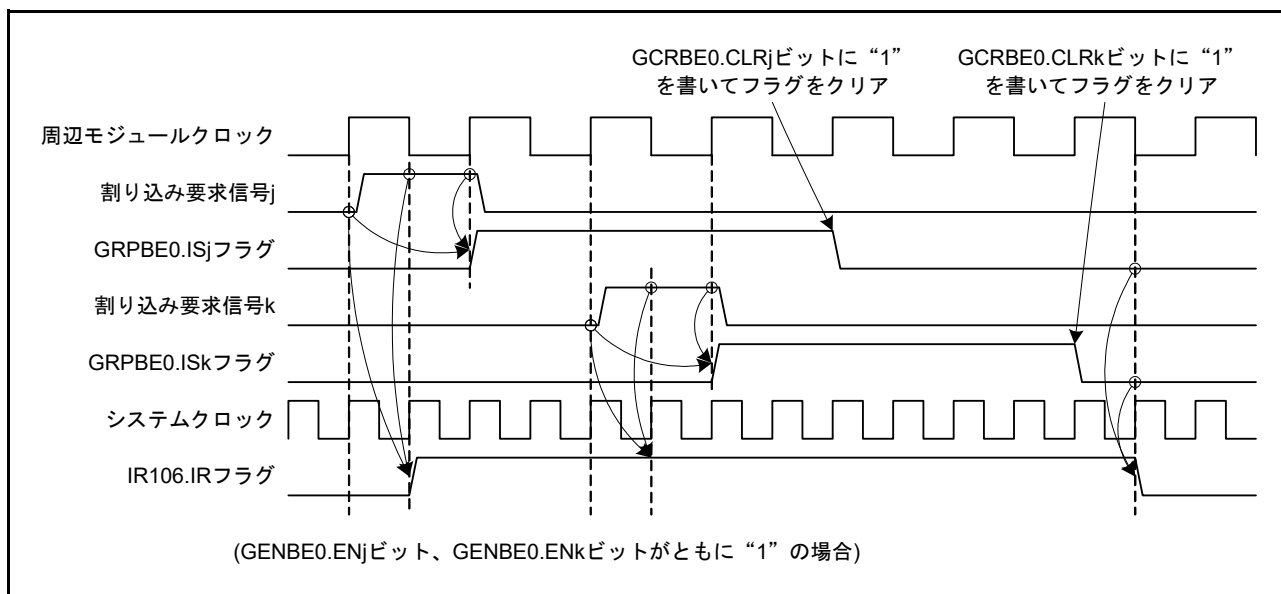 GCRBE0.CLRjビットに“1”
を書いてフラグをクリア
GCRBE0.CLRkビットに“1”
を書いてフラグをクリア
周辺モジュールクロック
割り込み要求信号j
GRPBE0.ISjフラグ
割り込み要求信号k
GRPBE0.ISkフラグ
システムクロック
IR106.IRフラグ
(GENBE0.ENjビット、GENBE0.ENkビットがともに“1”の場合)